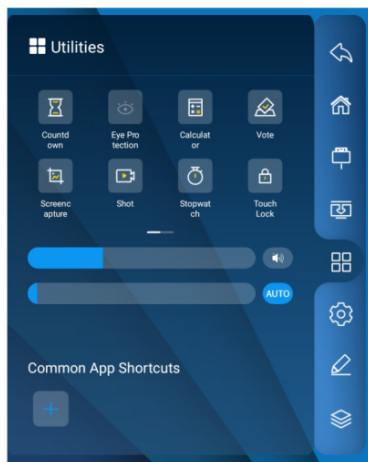 Utilities
Countd
own
Eye Pro
tection
Calculat
or
Vote
Screenc
apture
Shot
Stopwat
ch
Touch
Lock
AUTO
Common App Shortcuts